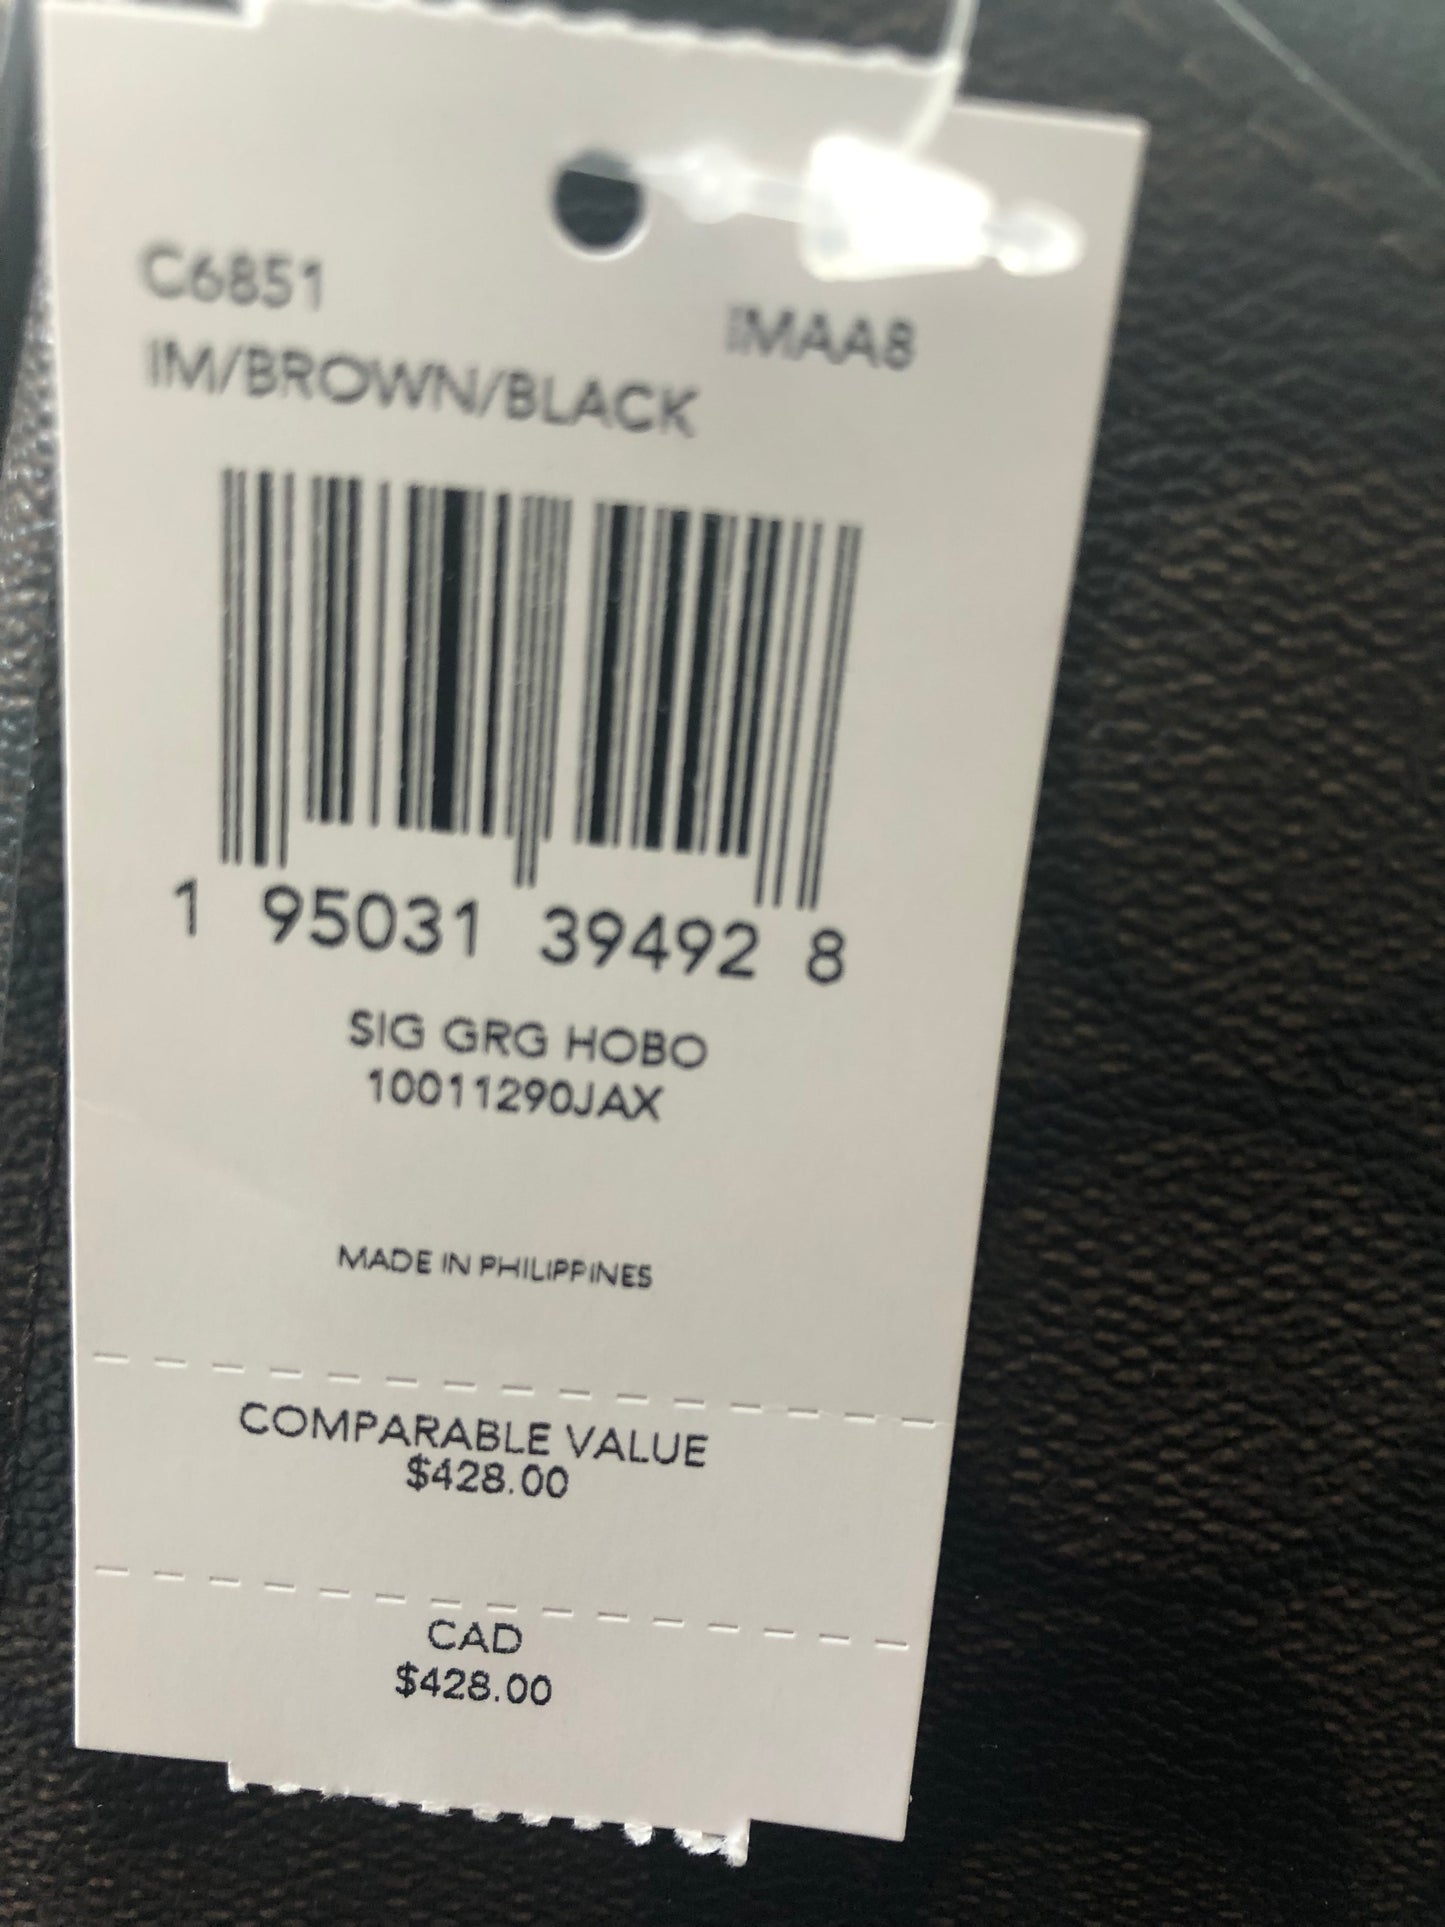 C6851
IMAA8
IM/BROWN/BLACK
1 95031 39492 8
SIG GRG HOBO
10011290JAX
MADE IN PHILIPPINES
COMPARABLE VALUE
$428.00
CAD
$428.00